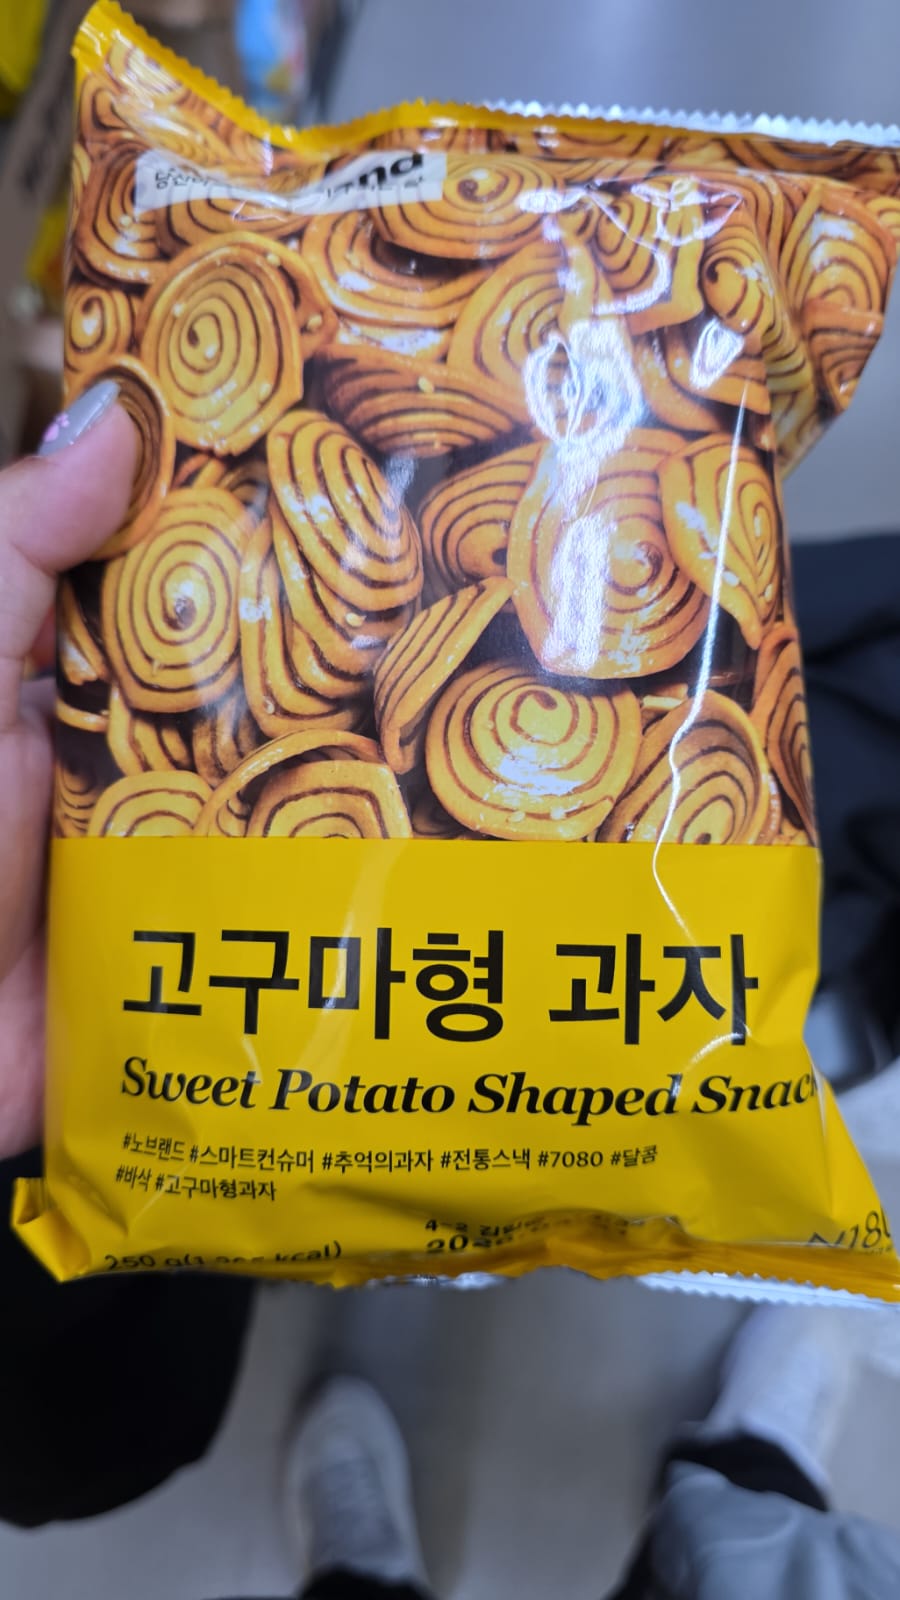 고구마형 과자
Sweet Potato Shaped Snack
#노브랜드 #스마트컨슈머 #추억의과자 #전통스낵 #7080 #달콤
#바삭 #고구마형과자
250 g